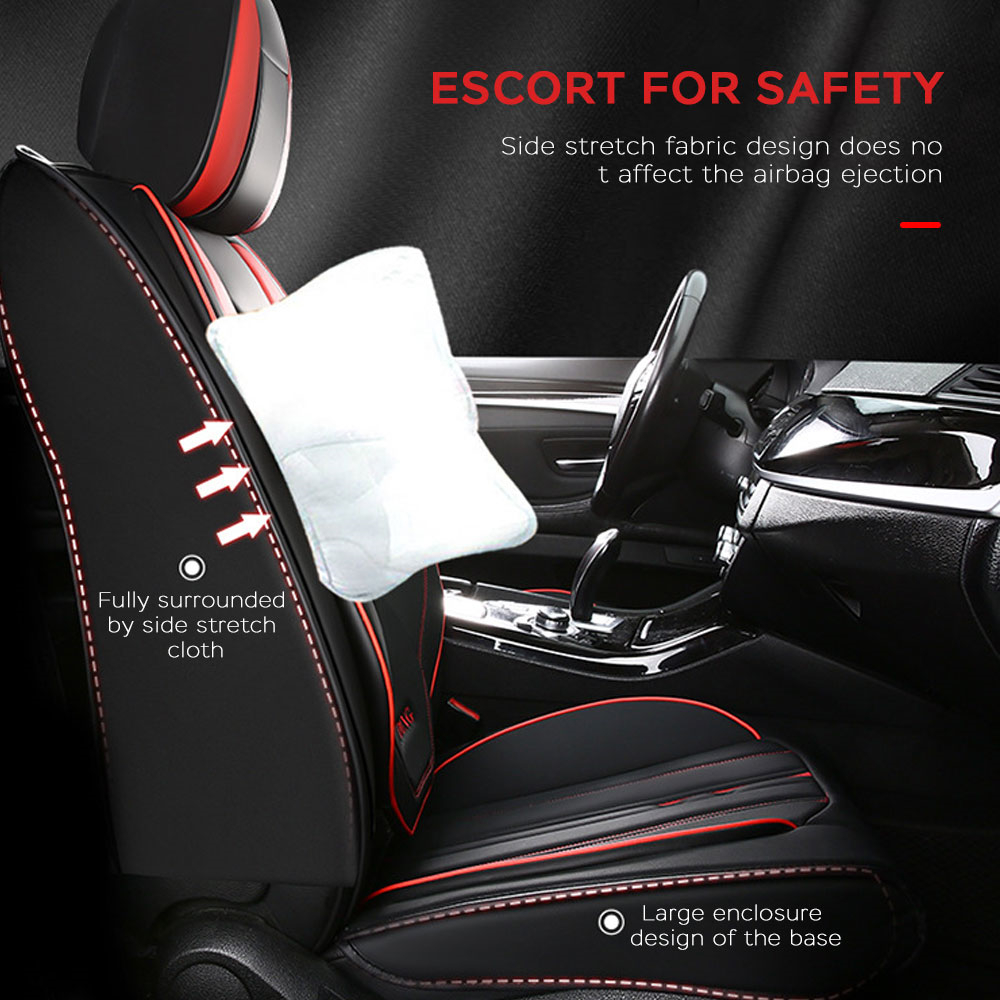 ESCORT FOR SAFETY
Side stretch fabric design does no
t affect the airbag ejection
Fully surrounded
by side stretch
cloth
Large enclosure
design of the base